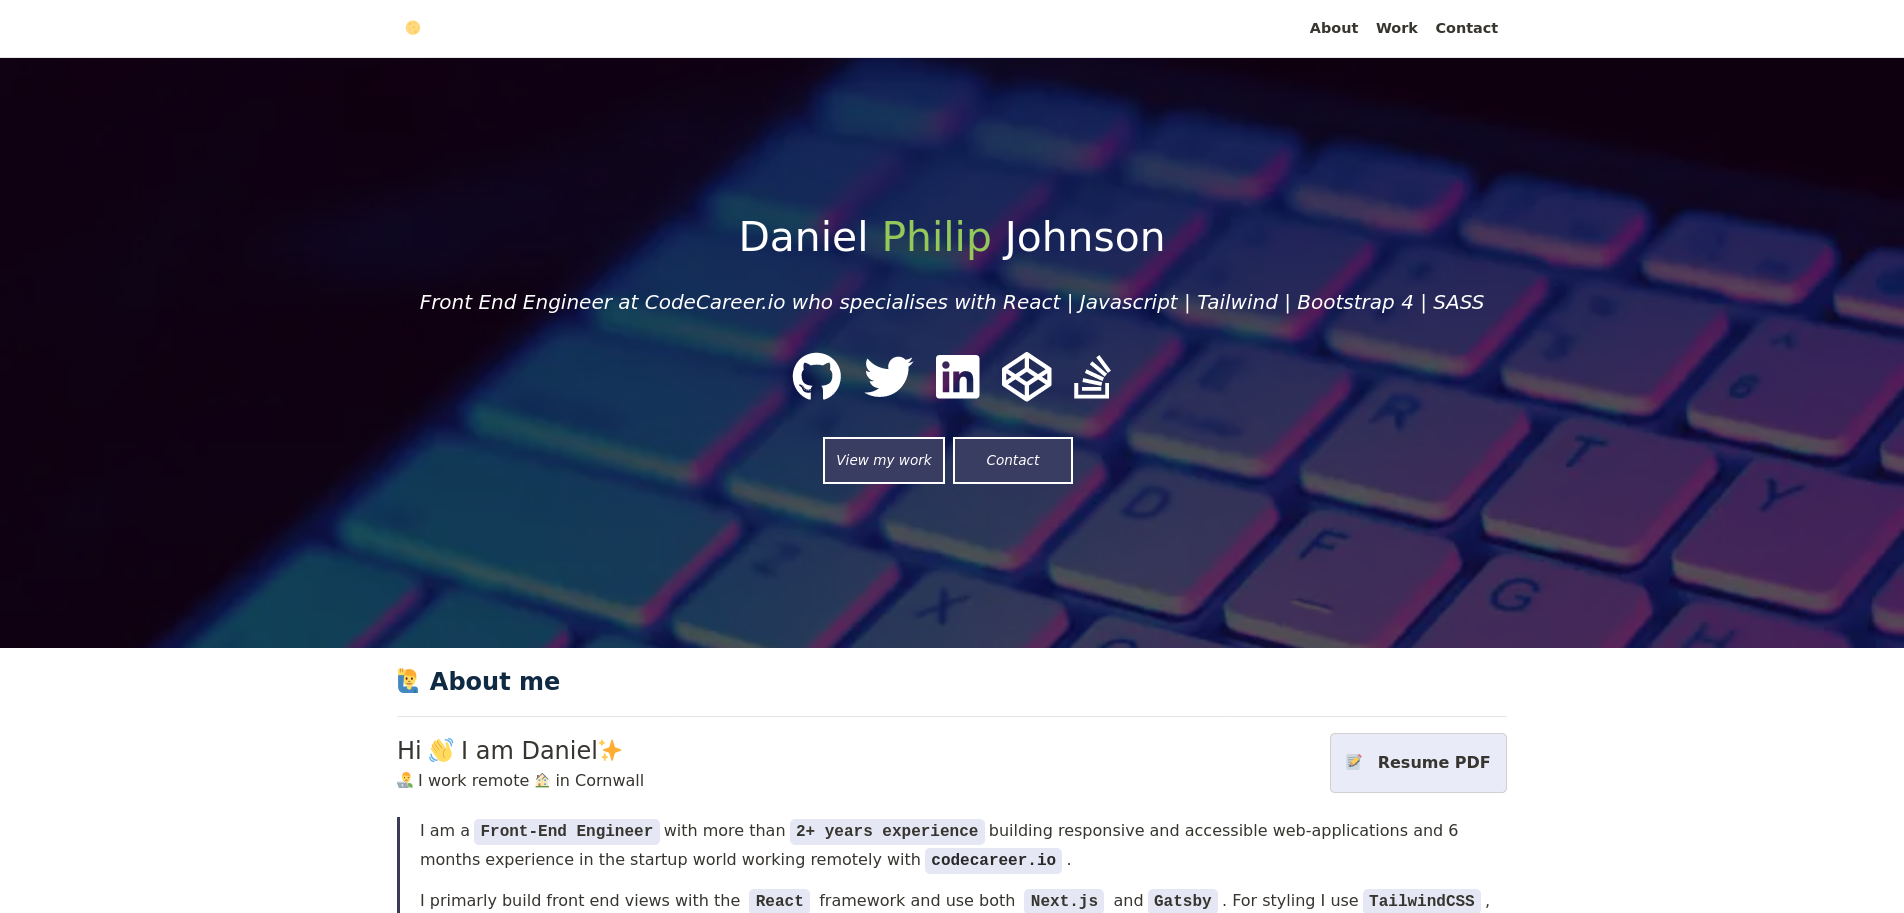 About Work Contact
Daniel Philip Johnson
Front End Engineer at CodeCareer.io who specialises with React | Javascript | Tailwind | Bootstrap 4 | SASS
in
View my work Contact
6
R
T
Y
D
F
G
X
H
About me
Hi 👋 I am Daniel✨
Resume PDF
I work remote 🏠 in Cornwall
I am a Front-End Engineer with more than 2+ years experience building responsive and accessible web-applications and 6
months experience in the startup world working remotely with codecareer.io .
I primarly build front end views with the React framework and use both Next.js and Gatsby . For styling I use TailwindCSS ,